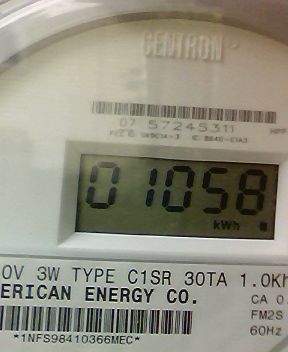 CENTRON®
07 57245311
01058
kWh
0V 3W TYPE C1SR 30TA 1.0Kh
ERICAN ENERGY CO.
CA 0.
FM2S
60Hz
*1NFS98410366MEC*